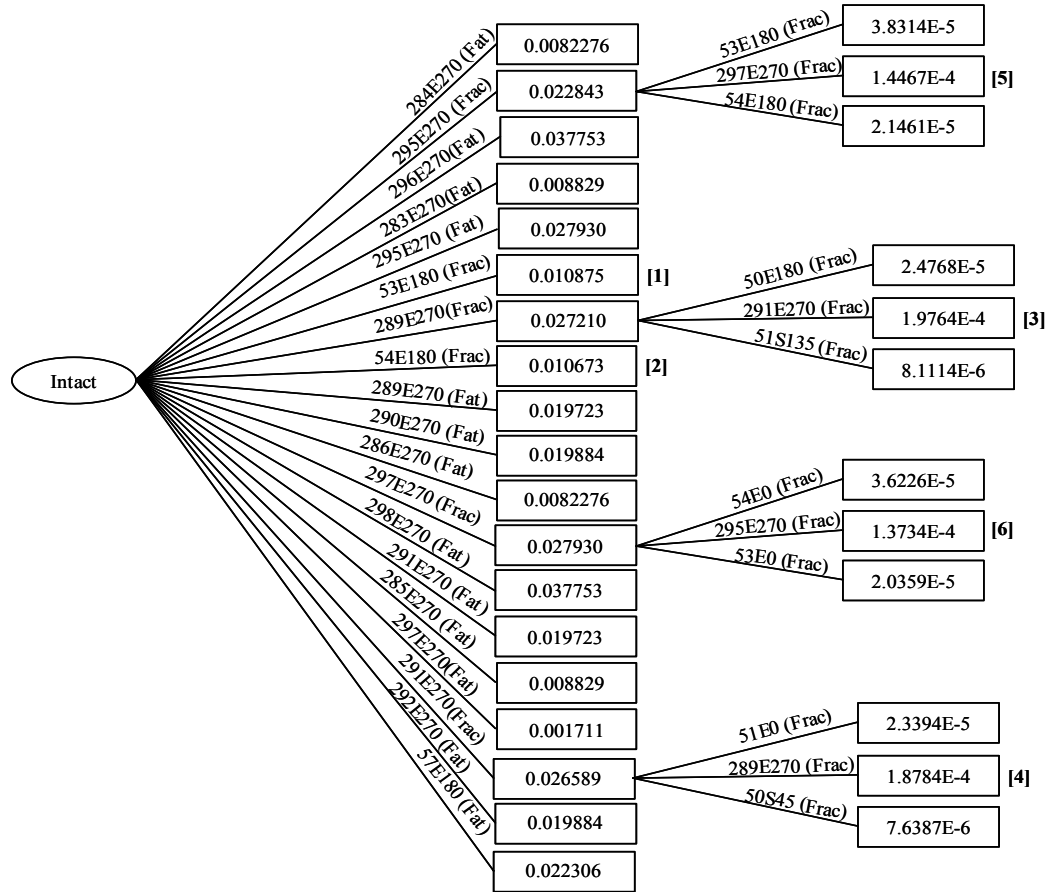 Intact
284E270 (Fat)
0.0082276
295E270 (Frac)
0.022843
53E180 (Frac)
3.8314E-5
297E270 (Frac)
1.4467E-4
[5]
54E180 (Frac)
2.1461E-5
296E270(Fat)
0.037753
283E270(Fat)
0.008829
295E270 (Fat)
0.027930
53E180 (Frac)
0.010875
[1]
289E270(Frac)
0.027210
50E180 (Frac)
2.4768E-5
291E270 (Frac)
1.9764E-4
[3]
51S135 (Frac)
8.1114E-6
54E180 (Frac)
0.010673
[2]
289E270 (Fat)
0.019723
290E270 (Fat)
0.019884
286E270 (Fat)
0.0082276
297E270 (Frac)
0.027930
54E0 (Frac)
3.6226E-5
295E270 (Frac)
1.3734E-4
[6]
53E0 (Frac)
2.0359E-5
298E270 (Fat)
0.037753
291E270 (Fat)
0.019723
285E270 (Fat)
0.008829
297E270(Fat)
0.001711
291E270(Frac)
0.026589
51E0 (Frac)
2.3394E-5
289E270 (Frac)
1.8784E-4
[4]
50S45 (Frac)
7.6387E-6
292E270 (Fat)
0.019884
57E180 (Fat)
0.022306